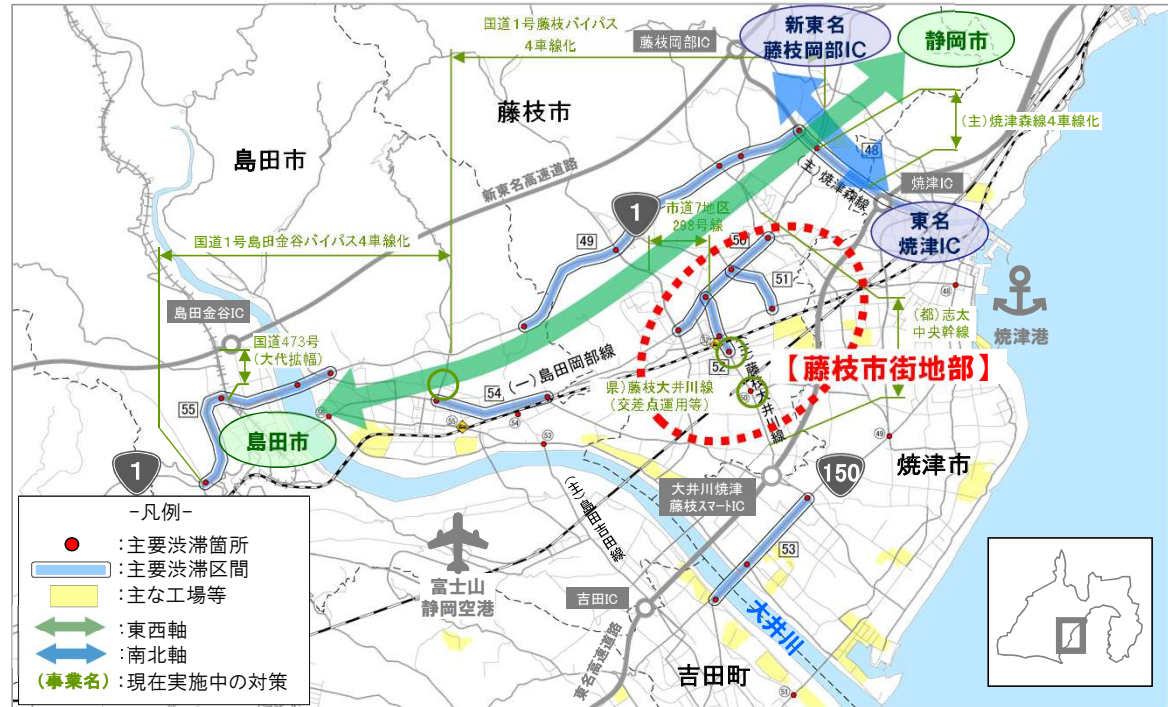 国道1号藤枝バイパス
4車線化
藤枝岡部IC
新東名
藤枝岡部IC
静岡市
藤枝市
(主)焼津森線4車線化
島田市
48
新東名高速道路
(主)焼津森線
焼津IC
1
市道7地区
298号線
東名
焼津IC
国道1号島田金谷バイパス4車線化
49
50
51
48
島田金谷IC
(都)志太
中央幹線
焼津港
国道473号
(大代拡幅)
52
【藤枝市街地部】
(一)島田岡部線
54
県)藤枝大井川線
(交差点運用等)
藤枝大井川線
50
55
56
55
54
53
49
島田市
1
焼津市
150
大井川焼津
藤枝スマートIC
(主)島田吉田線
53
富士山
静岡空港
吉田IC
大井川
東名高速道路
吉田町
51
-凡例-
:主要渋滞箇所
:主要渋滞区間
:主な工場等
:東西軸
:南北軸
(事業名):現在実施中の対策